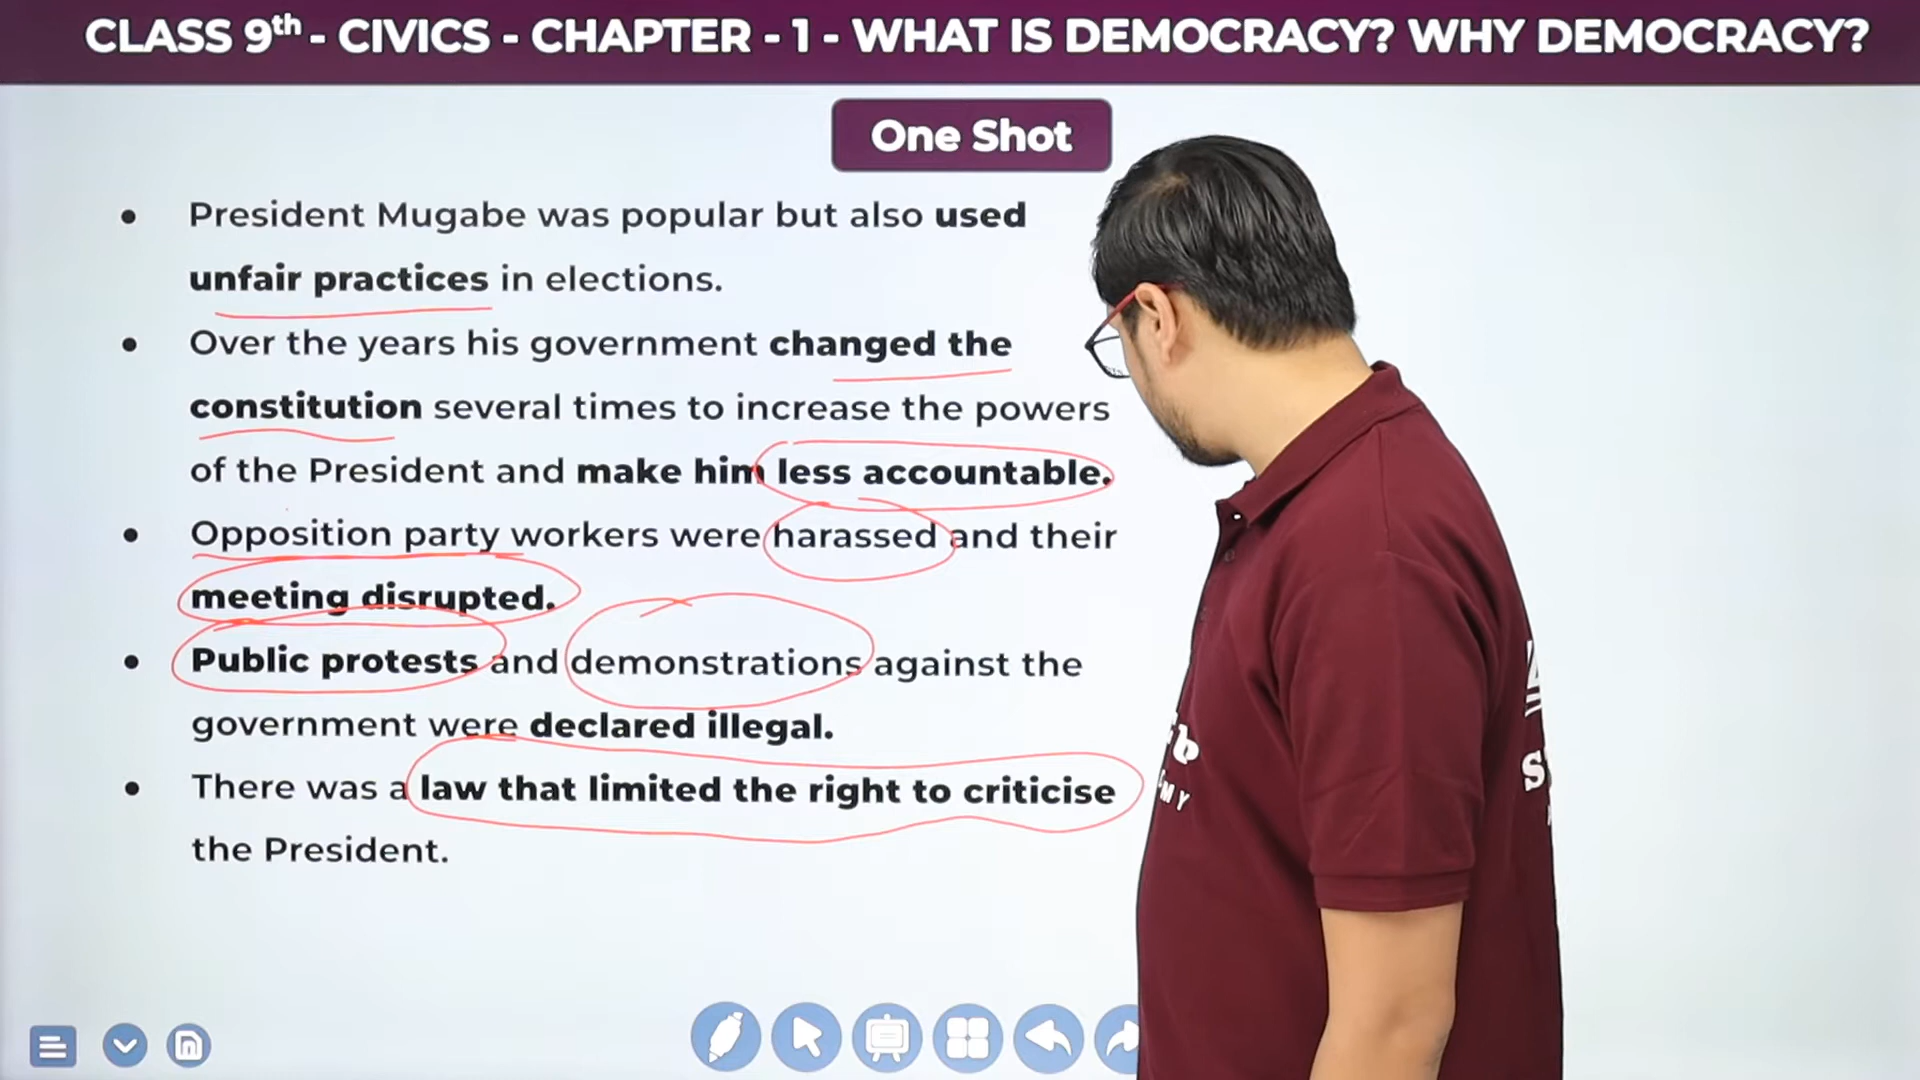 CLASS 9th - CIVICS - CHAPTER - 1 - WHAT IS DEMOCRACY? WHY DEMOCRACY?
One Shot
● President Mugabe was popular but also used
unfair practices in elections.
● Over the years his government changed the
constitution several times to increase the powers
of the President and make him less accountable.
● Opposition party workers were harassed and their
meeting disrupted.
● Public protests and demonstrations against the
government were declared illegal.
● There was a law that limited the right to criticise
the President.